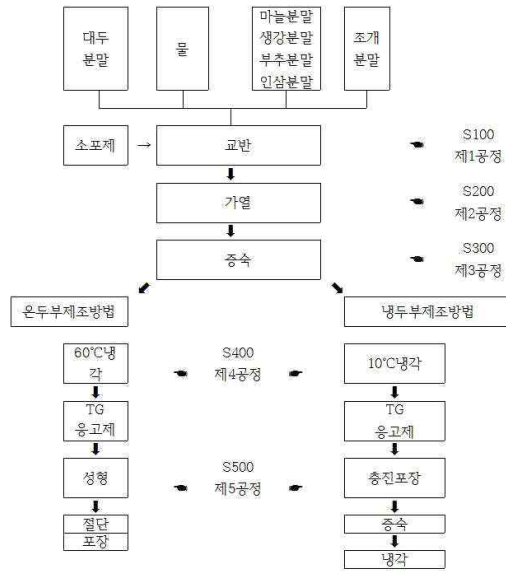 대두
분말
물
마늘분말
생강분말
부추분말
인삼분말
조개
분말
소포제
→
교반
S100
제1공정
가열
S200
제2공정
증숙
S300
제3공정
온두부제조방법
냉두부제조방법
60℃냉
각
S400
제4공정
10℃냉각
TG
응고제
TG
응고제
성형
S500
제5공정
충진포장
절단
포장
증숙
냉각